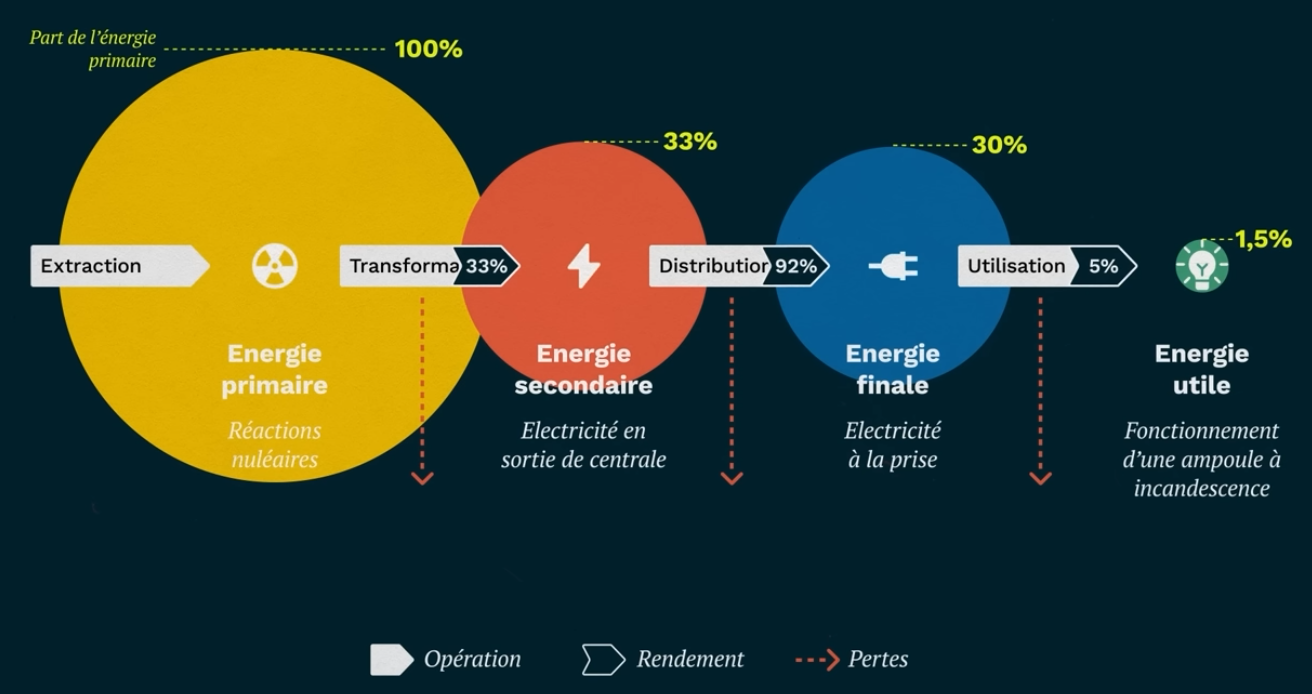 Part de l'énergie
primaire
100%
33%
30%
1,5%
Extraction
Transforma
33%
Distribution
92%
Utilisation
5%
Energie
primaire
Réactions
nuléaires
Energie
secondaire
Electricité en
sortie de centrale
Energie
finale
Electricité
à la prise
Energie
utile
Fonctionnement
d'une ampoule à
incandescence
Opération
Rendement
Pertes